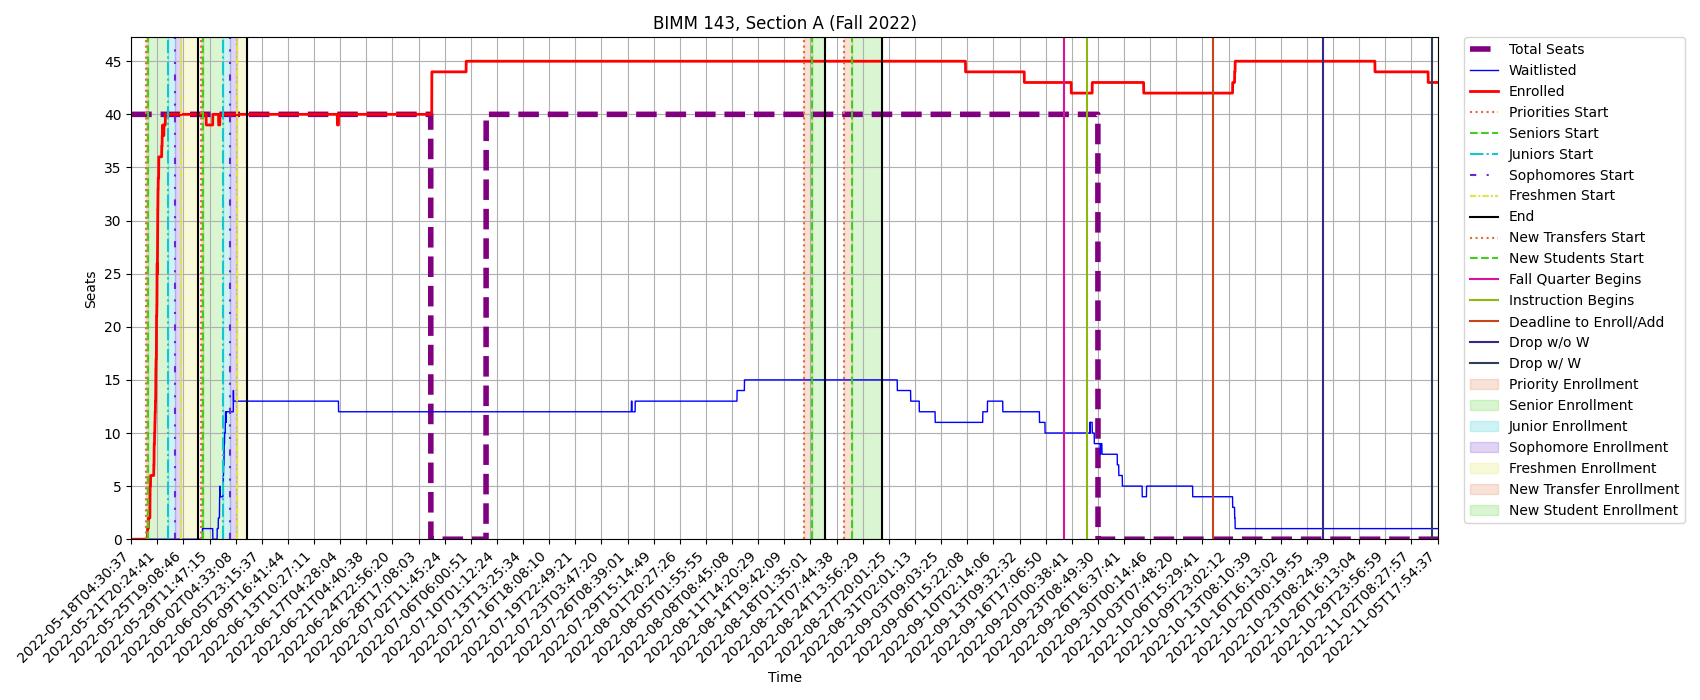 BIMM 143, Section A (Fall 2022)
Seats
45
40
35
30
25
20
15
10
5
0
2022-05-18T04:30:37
2022-05-21T20:24:41
2022-05-25T19:08:46
2022-05-29T11:47:15
2022-06-02T04:33:08
2022-06-05T23:15:37
2022-06-09T16:41:44
2022-06-13T10:27:11
2022-06-17T04:28:04
2022-06-21T04:40:38
2022-06-24T22:56:20
2022-06-28T17:08:03
2022-07-02T11:45:24
2022-07-06T06:00:51
2022-07-10T01:12:24
2022-07-13T13:25:34
2022-07-16T18:08:10
2022-07-19T22:49:21
2022-07-23T03:47:20
2022-07-26T08:39:01
2022-07-29T15:14:49
2022-08-01T20:27:26
2022-08-05T01:55:55
2022-08-08T08:45:08
2022-08-11T14:20:29
2022-08-14T19:42:09
2022-08-18T01:35:01
2022-08-21T07:44:38
2022-08-24T13:56:29
2022-08-27T20:01:25
2022-08-31T02:01:13
2022-09-03T09:03:25
2022-09-06T15:22:08
2022-09-10T02:14:06
2022-09-13T09:32:32
2022-09-16T17:06:50
2022-09-20T00:38:41
2022-09-23T08:49:30
2022-09-26T16:37:41
2022-09-30T00:14:46
2022-10-03T07:48:20
2022-10-06T15:29:41
2022-10-09T23:02:12
2022-10-13T08:10:39
2022-10-16T16:13:02
2022-10-20T00:19:55
2022-10-23T08:24:39
2022-10-26T16:13:04
2022-10-29T23:56:59
2022-11-02T08:27:57
2022-11-05T17:54:37
Time
Total Seats
Waitlisted
Enrolled
Priorities Start
Seniors Start
Juniors Start
Sophomores Start
Freshmen Start
End
New Transfers Start
New Students Start
Fall Quarter Begins
Instruction Begins
Deadline to Enroll/Add
Drop w/o W
Drop w/ W
Priority Enrollment
Senior Enrollment
Junior Enrollment
Sophomore Enrollment
Freshmen Enrollment
New Transfer Enrollment
New Student Enrollment